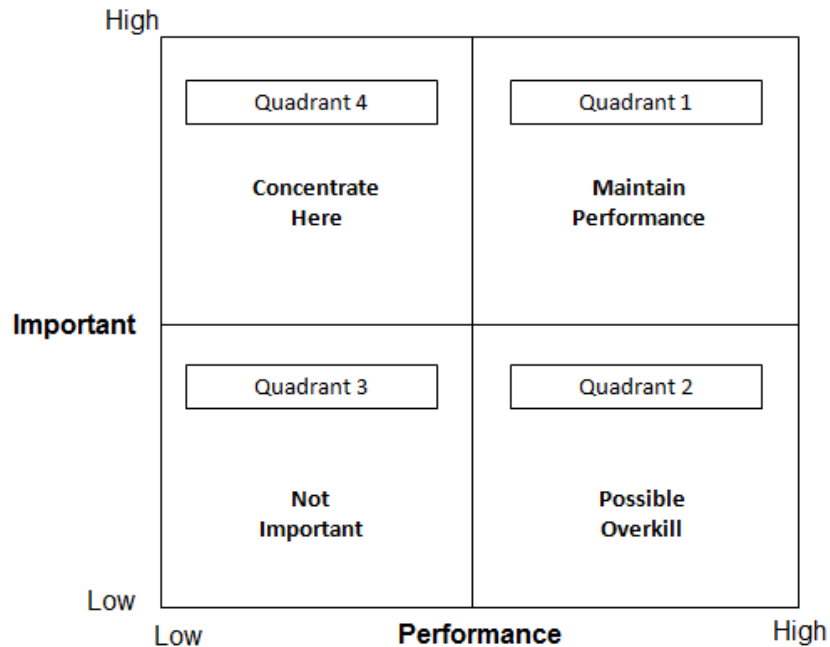 High
Quadrant 4
Quadrant 1
Concentrate
Here
Maintain
Performance
Important
Quadrant 3
Quadrant 2
Not
Important
Possible
Overkill
Low
Low
Performance
High